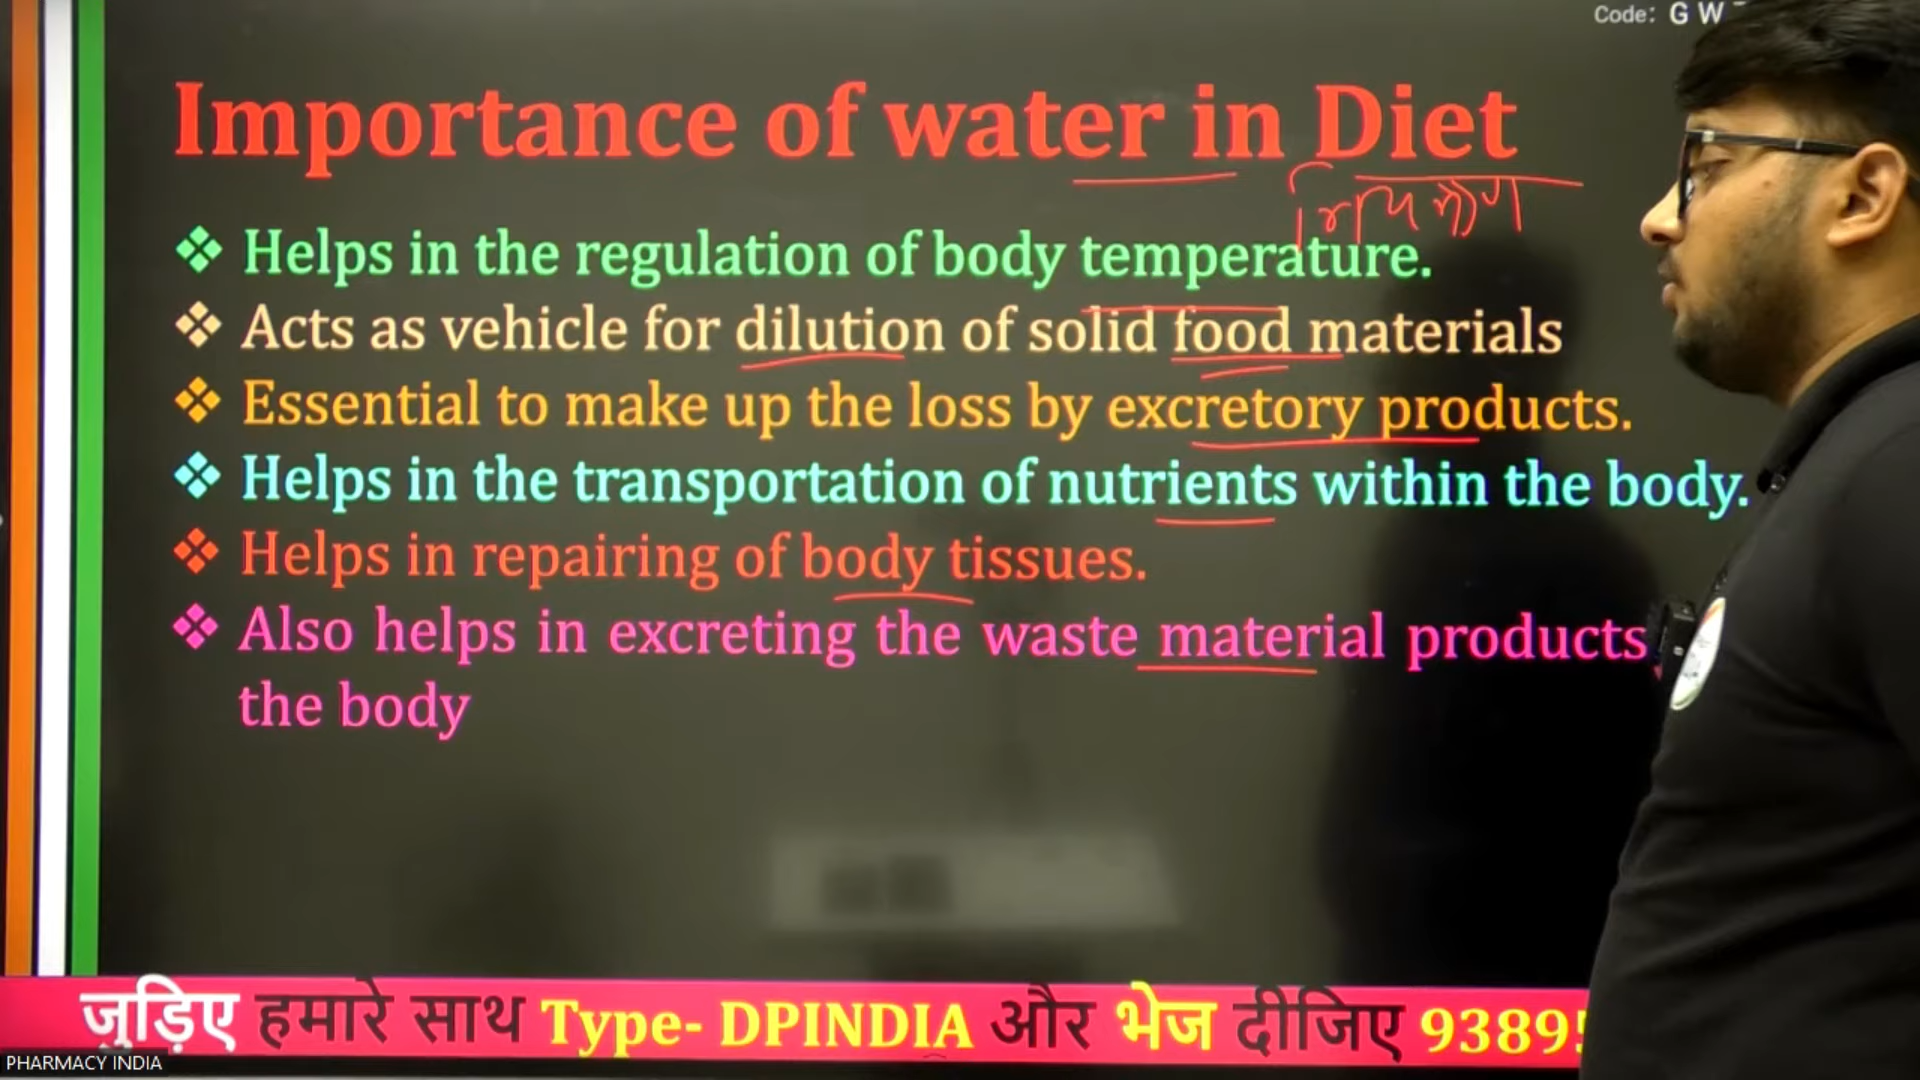 Code: G W
Importance of water in Diet
❖ Helps in the regulation of body temperature.
❖ Acts as vehicle for dilution of solid food materials
❖ Essential to make up the loss by excretory products.
❖ Helps in the transportation of nutrients within the body.
❖ Helps in repairing of body tissues.
❖ Also helps in excreting the waste material products
the body
जुड़िए हमारे साथ Type- DPINDIA और भेज दीजिए 9389
PHARMACY INDIA